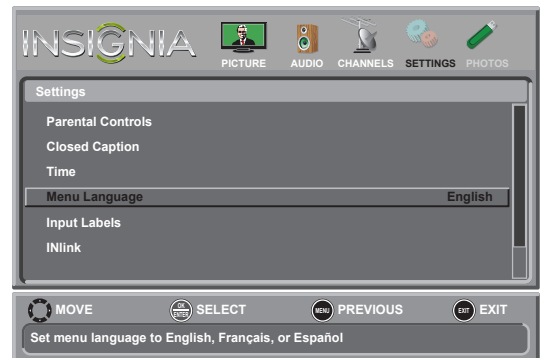 INSIGNIA
PICTURE AUDIO CHANNELS SETTINGS PHOTOS
Settings
Parental Controls
Closed Caption
Time
Menu Language English
Input Labels
INlink
MOVE OK ENTER SELECT MENU PREVIOUS EXIT EXIT
Set menu language to English, Français, or Español